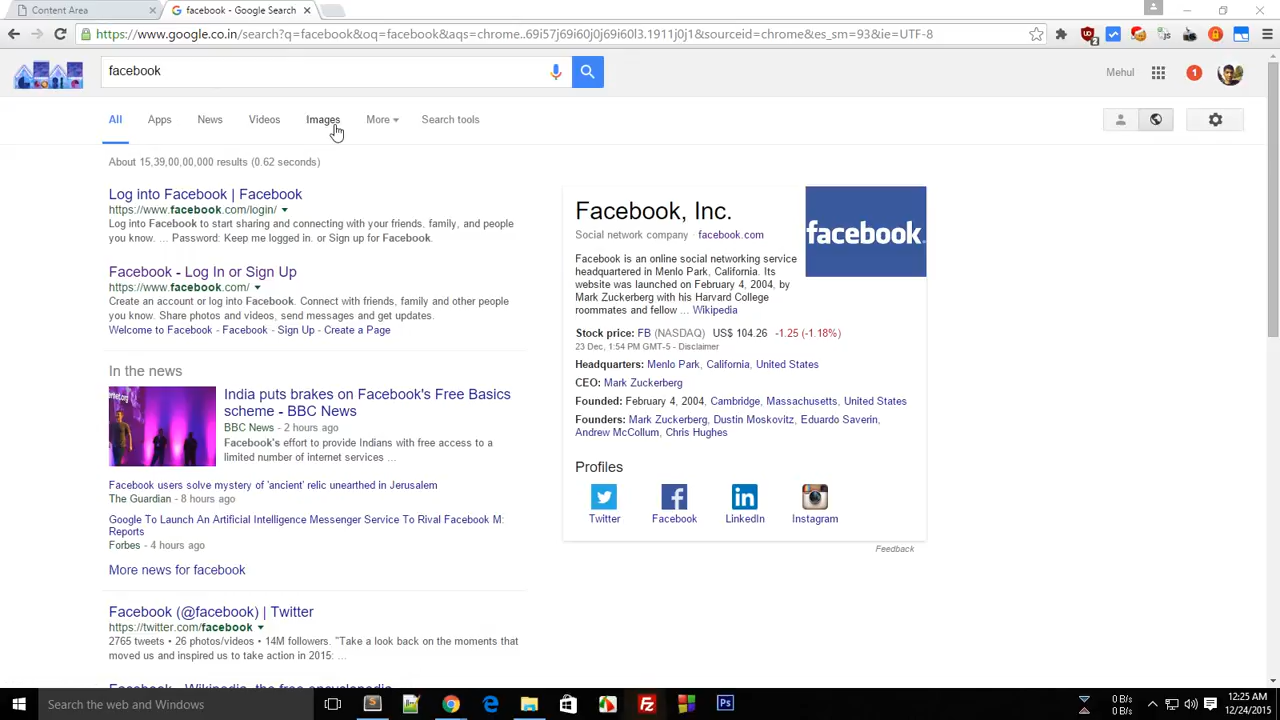 Content Area
facebook - Google Search
https://www.google.co.in/search?q=facebook&oq=facebook&aqs=chrome..69i57j69i60j0j69i60l3.1911j0j1&sourceid=chrome&es_sm=93&ie=UTF-8
facebook
Mehul
1
All
Apps
News
Videos
Images
More
Search tools
About 15,39,00,00,000 results (0.62 seconds)
Log into Facebook | Facebook
https://www.facebook.com/login/
Log into Facebook to start sharing and connecting with your friends, family, and people
you know. ... Password: Keep me logged in. or Sign up for Facebook.
Facebook - Log In or Sign Up
https://www.facebook.com/
Create an account or log into Facebook. Connect with friends, family and other people
you know. Share photos and videos, send messages and get updates.
Welcome to Facebook - Facebook - Sign Up - Create a Page
In the news
India puts brakes on Facebook's Free Basics
scheme - BBC News
BBC News - 2 hours ago
Facebook's effort to provide Indians with free access to a
limited number of internet services ...
Facebook users solve mystery of 'ancient' relic unearthed in Jerusalem
The Guardian - 8 hours ago
Google To Launch An Artificial Intelligence Messenger Service To Rival Facebook M:
Reports
Forbes - 4 hours ago
More news for facebook
Facebook (@facebook) | Twitter
https://twitter.com/facebook
2765 tweets • 26 photos/videos • 14M followers. "Take a look back on the moments that
moved us and inspired us to take action in 2015: ...
Facebook - Wikipedia, the free encyclopedia
Facebook, Inc.
Social network company · facebook.com
facebook.
Facebook is an online social networking service
headquartered in Menlo Park, California. Its
website was launched on February 4, 2004, by
Mark Zuckerberg with his Harvard College
roommates and fellow ... Wikipedia
Stock price: FB (NASDAQ) US$ 104.26 -1.25 (-1.18%)
23 Dec, 1:54 PM GMT-5 - Disclaimer
Headquarters: Menlo Park, California, United States
CEO: Mark Zuckerberg
Founded: February 4, 2004, Cambridge, Massachusetts, United States
Founders: Mark Zuckerberg, Dustin Moskovitz, Eduardo Saverin,
Andrew McCollum, Chris Hughes
Profiles
Twitter
Facebook
LinkedIn
Instagram
Feedback
Search the web and Windows
0 B/s
0 B/s
12:25 AM
12/24/2015